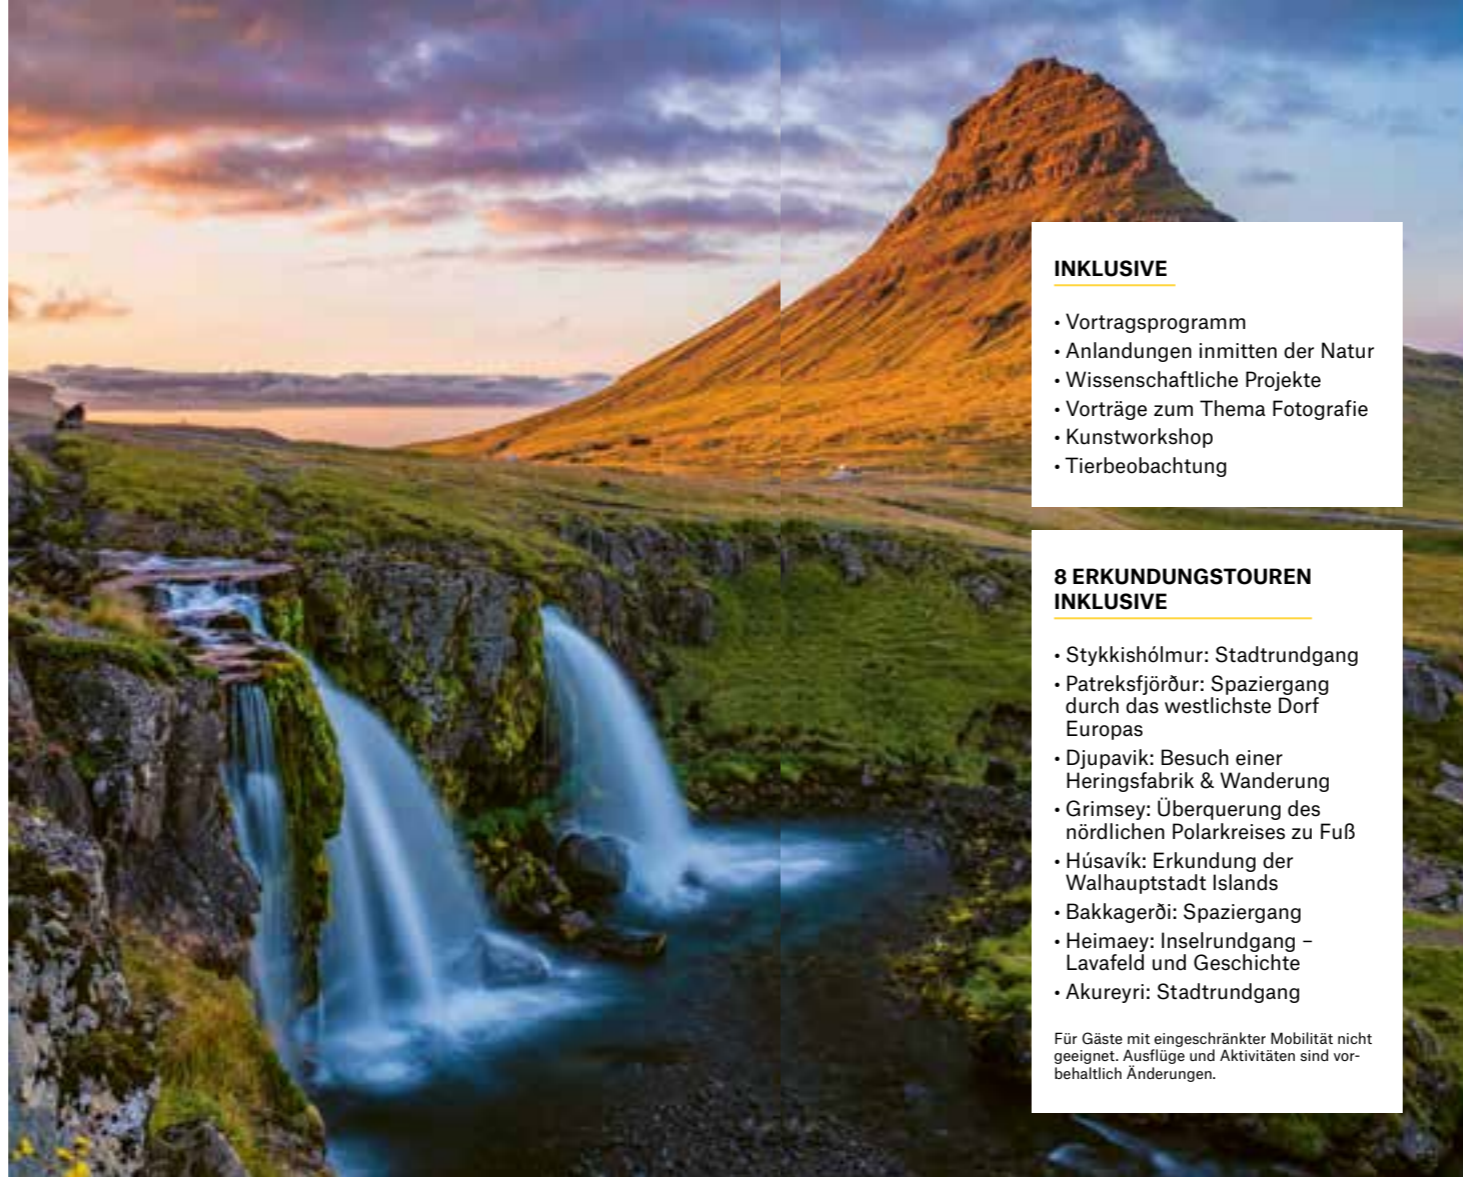 INKLUSIVE
• Vortragsprogramm
• Anlandungen inmitten der Natur
• Wissenschaftliche Projekte
• Vorträge zum Thema Fotografie
• Kunstworkshop
• Tierbeobachtung
8 ERKUNDUNGSTOUREN
INKLUSIVE
• Stykkishólmur: Stadtrundgang
• Patreksfjörður: Spaziergang
durch das westlichste Dorf
Europas
• Djupavik: Besuch einer
Heringsfabrik & Wanderung
• Grimsey: Überquerung des
nördlichen Polarkreises zu Fuß
• Húsavík: Erkundung der
Walhauptstadt Islands
• Bakkagerði: Spaziergang
• Heimaey: Inselrundgang –
Lavafeld und Geschichte
• Akureyri: Stadtrundgang
Für Gäste mit eingeschränkter Mobilität nicht
geeignet. Ausflüge und Aktivitäten sind vor-
behaltlich Änderungen.